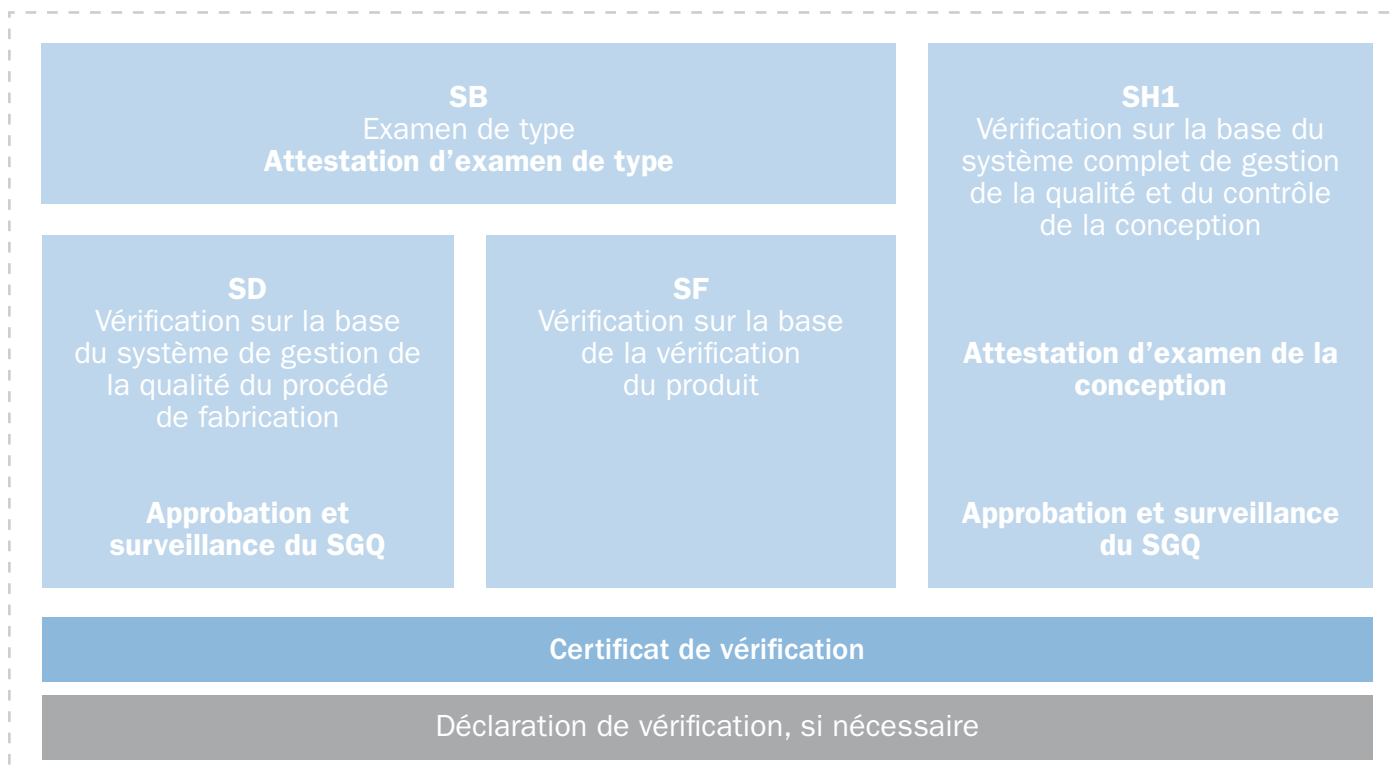 SB
Examen de type
Attestation d’examen de type
SH1
Vérification sur la base du
système complet de gestion
de la qualité et du contrôle
de la conception
Attestation d’examen de la
conception
Approbation et surveillance
du SGQ
SD
Vérification sur la base
du système de gestion de
la qualité du procédé
de fabrication
Approbation et
surveillance du SGQ
SF
Vérification sur la base
de la vérification
du produit
Certificat de vérification
Déclaration de vérification, si nécessaire